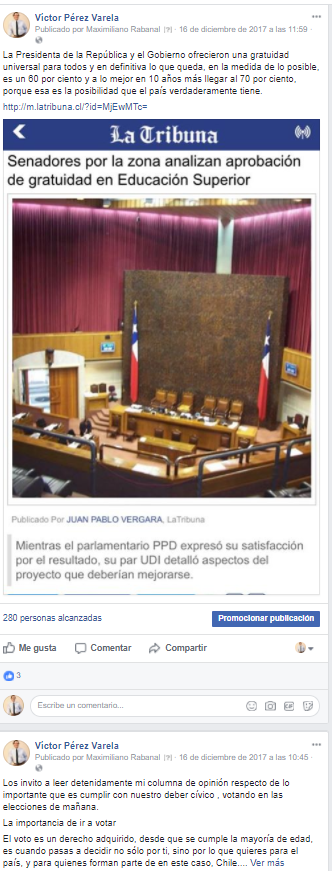 Víctor Pérez Varela
Publicado por Maximiliano Rabanal [?] · 16 de diciembre de 2017 a las 11:59 ·
La Presidenta de la República y el Gobierno ofrecieron una gratuidad
universal para todos y en definitiva lo que queda, en la medida de lo posible,
es un 60 por ciento y a lo mejor en 10 años más llegar al 70 por ciento,
porque esa es la posibilidad que el país verdaderamente tiene.
http://m.latribuna.cl/?id=MjEwMTc=
La Tribuna
Senadores por la zona analizan aprobación
de gratuidad en Educación Superior
Publicado Por JUAN PABLO VERGARA, LaTribuna
Mientras el parlamentario PPD expresó su satisfacción
por el resultado, su par UDI detalló aspectos del
proyecto que deberían mejorarse.
280 personas alcanzadas
Promocionar publicación
Me gusta
Comentar
Compartir
3
Escribe un comentario...
GIF
Víctor Pérez Varela
Publicado por Maximiliano Rabanal [?] · 16 de diciembre de 2017 a las 10:45 ·
Los invito a leer detenidamente mi columna de opinión respecto de lo
importante que es cumplir con nuestro deber cívico , votando en las
elecciones de mañana.
La importancia de ir a votar
El voto es un derecho adquirido, desde que se cumple la mayoría de edad,
es cuando pasas a decidir no sólo por ti, sino por lo que quieres para el
país, y para quienes forman parte de en este caso, Chile.... Ver más